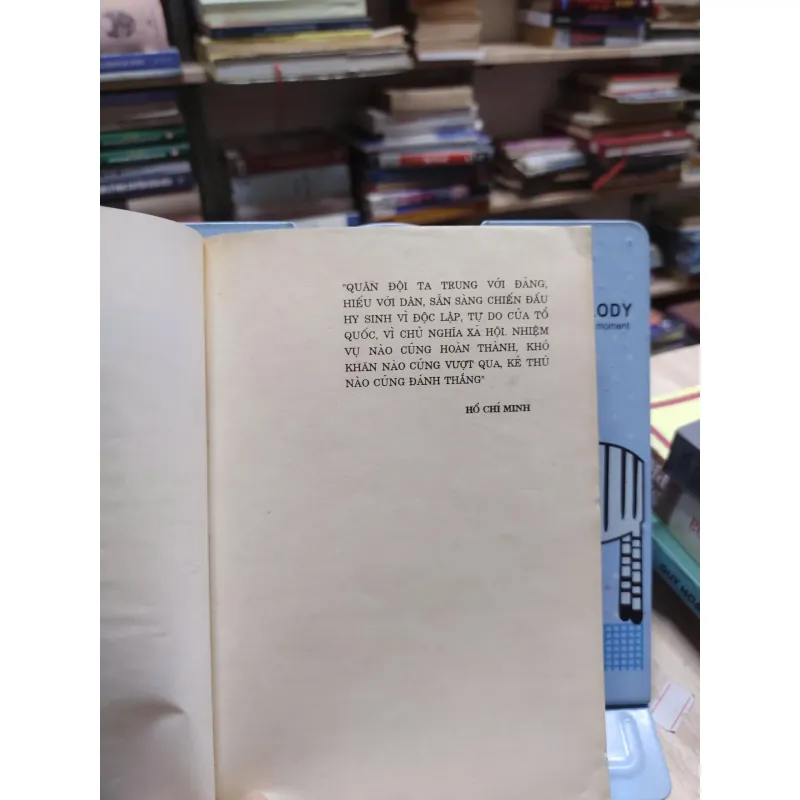 "QUÂN ĐỘI TA TRUNG VỚI ĐẢNG,
HIẾU VỚI DÂN, SẴN SÀNG CHIẾN ĐẤU
HY SINH VÌ ĐỘC LẬP, TỰ DO CỦA TỔ
QUỐC, VÌ CHỦ NGHĨA XÃ HỘI. NHIỆM
VỤ NÀO CŨNG HOÀN THÀNH, KHÓ
KHĂN NÀO CŨNG VƯỢT QUA, KẺ THÙ
NÀO CŨNG ĐÁNH THẮNG"
HỒ CHÍ MINH
LODY
moment